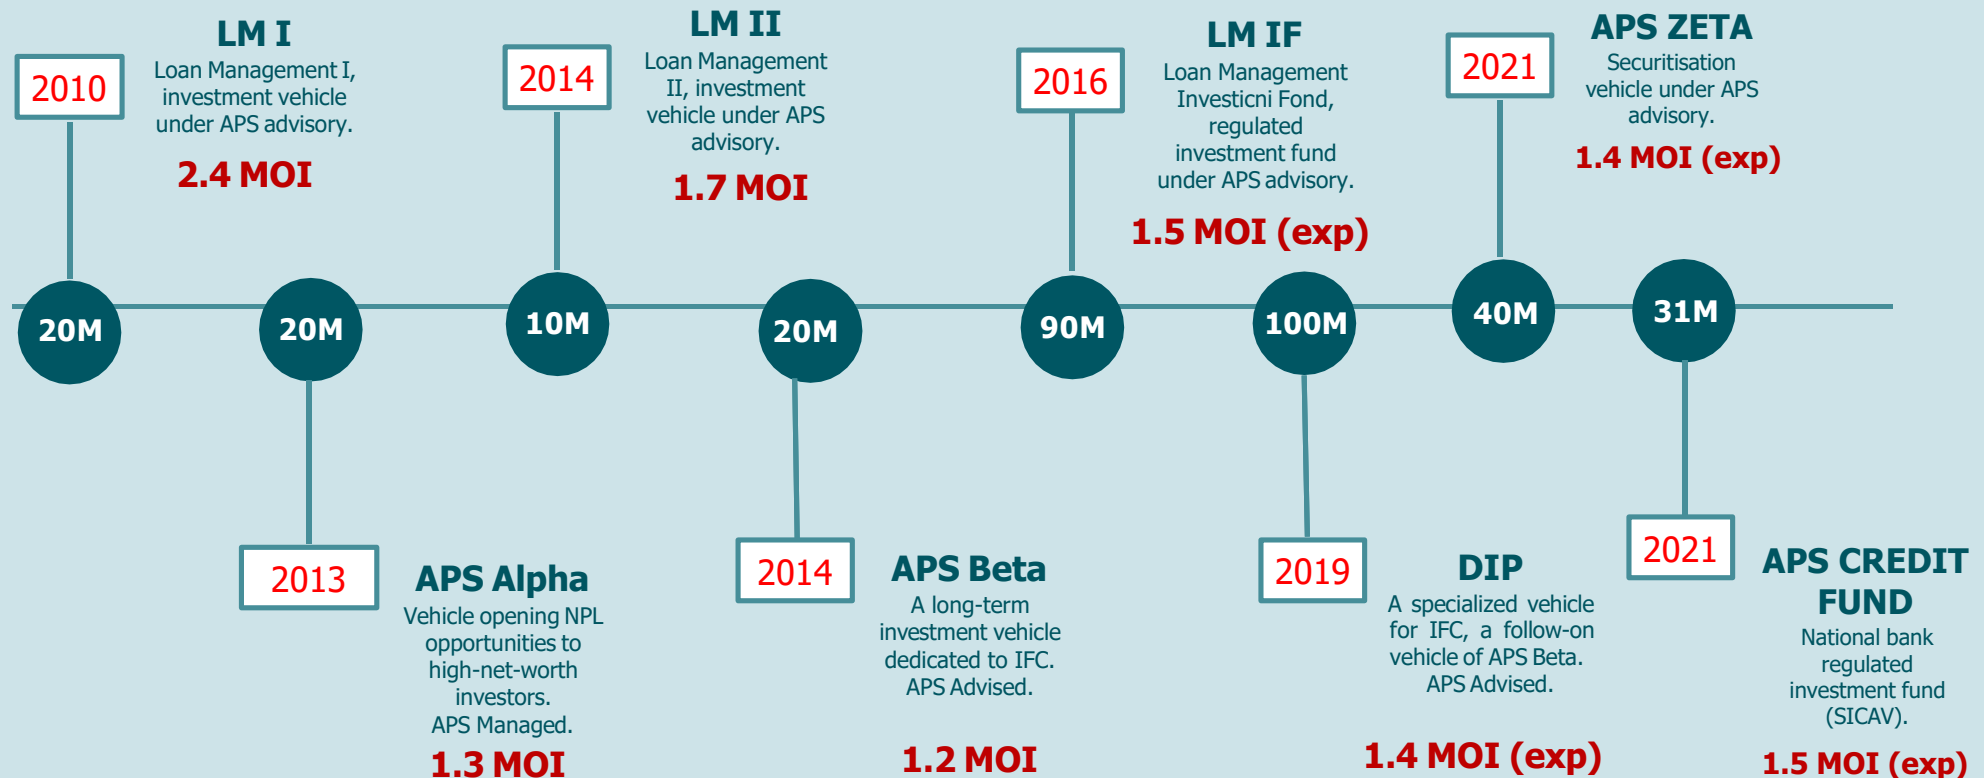 LM I
2010
Loan Management I,
investment vehicle
under APS advisory.
2.4 MOI
LM II
2014
Loan Management
II, investment
vehicle under APS
advisory.
1.7 MOI
LM IF
2016
Loan Management
Investicni Fond,
regulated
investment fund
under APS advisory.
1.5 MOI (exp)
APS ZETA
2021
Securitisation
vehicle under APS
advisory.
1.4 MOI (exp)
20M
20M
10M
20M
90M
100M
40M
31M
2013
APS Alpha
Vehicle opening NPL
opportunities to
high-net-worth
investors.
APS Managed.
1.3 MOI
2014
APS Beta
A long-term
investment vehicle
dedicated to IFC.
APS Advised.
1.2 MOI
2019
DIP
A specialized vehicle
for IFC, a follow-on
vehicle of APS Beta.
APS Advised.
1.4 MOI (exp)
2021
APS CREDIT
FUND
National bank
regulated
investment fund
(SICAV).
1.5 MOI (exp)